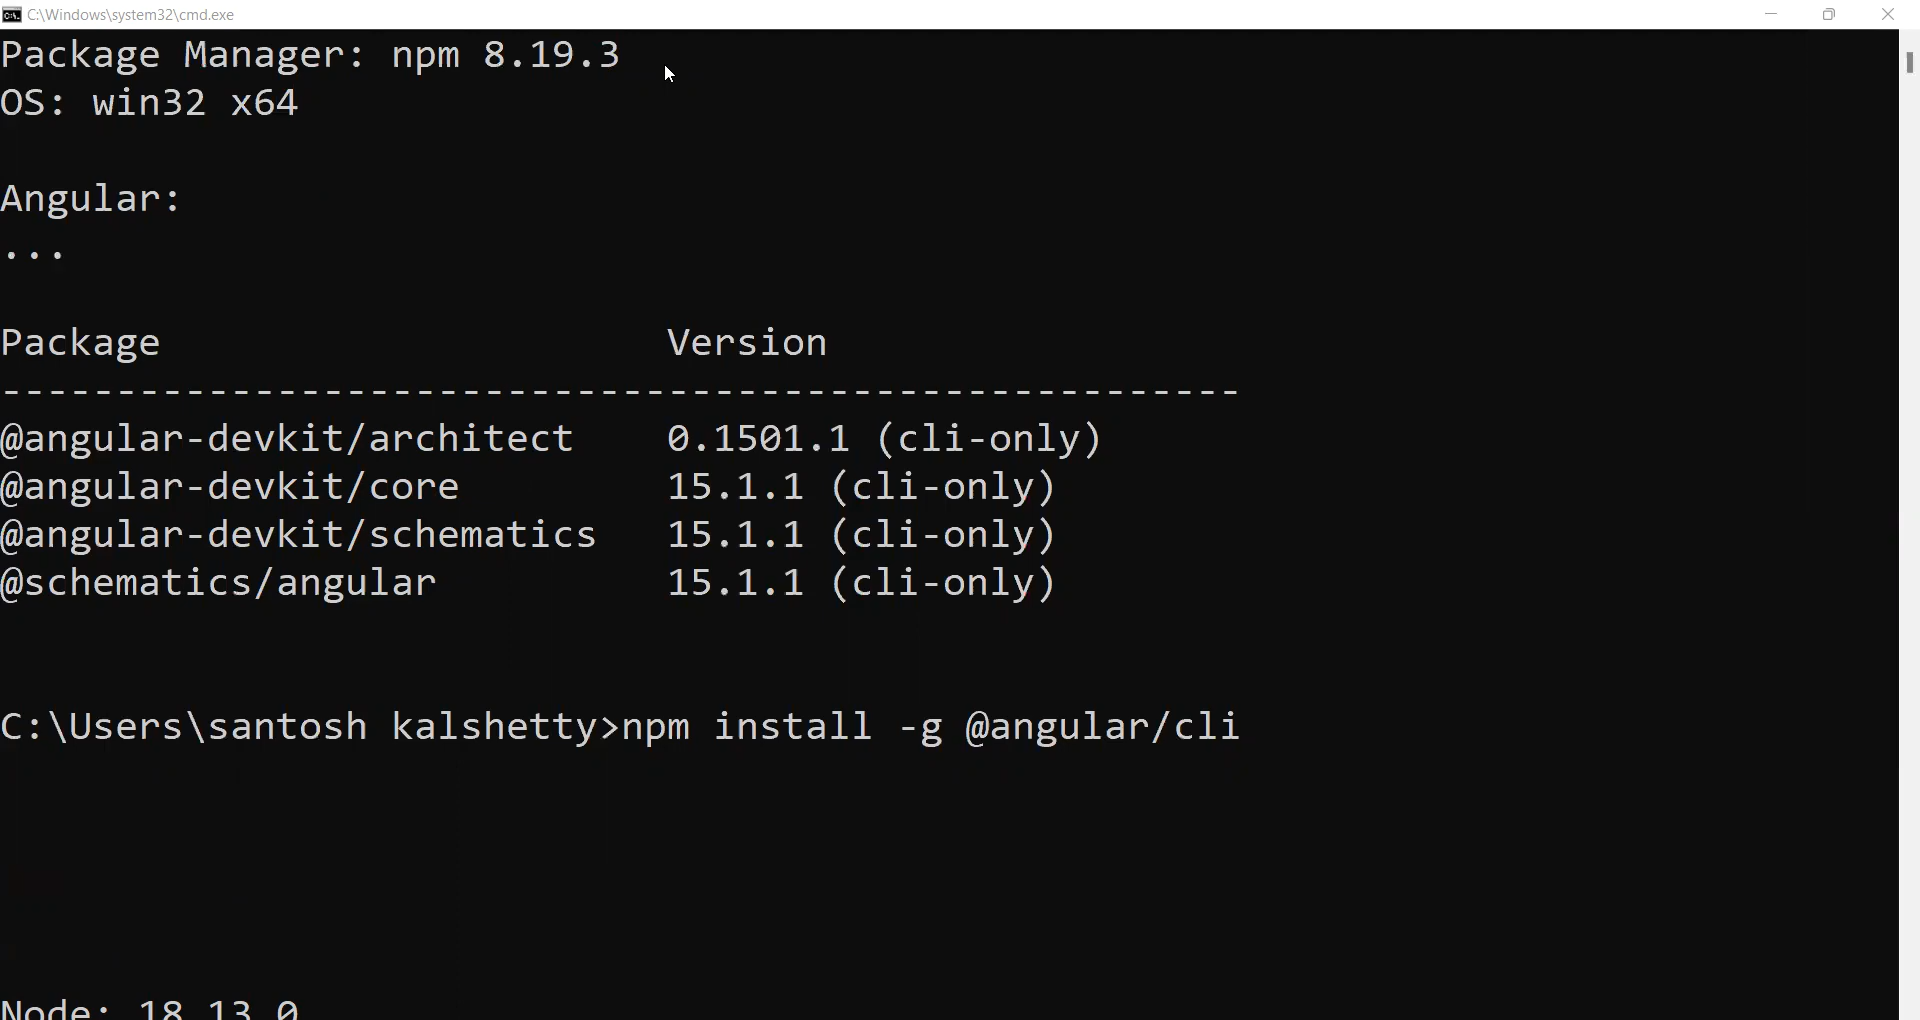 C:\Windows\system32\cmd.exe
Package Manager: npm 8.19.3
OS: win32 x64
Angular:
...
Package Version
------------------------------------------------------
@angular-devkit/architect 0.1501.1 (cli-only)
@angular-devkit/core 15.1.1 (cli-only)
@angular-devkit/schematics 15.1.1 (cli-only)
@schematics/angular 15.1.1 (cli-only)
C:\Users\santosh kalshetty>npm install -g @angular/cli
Node: 18.13.0